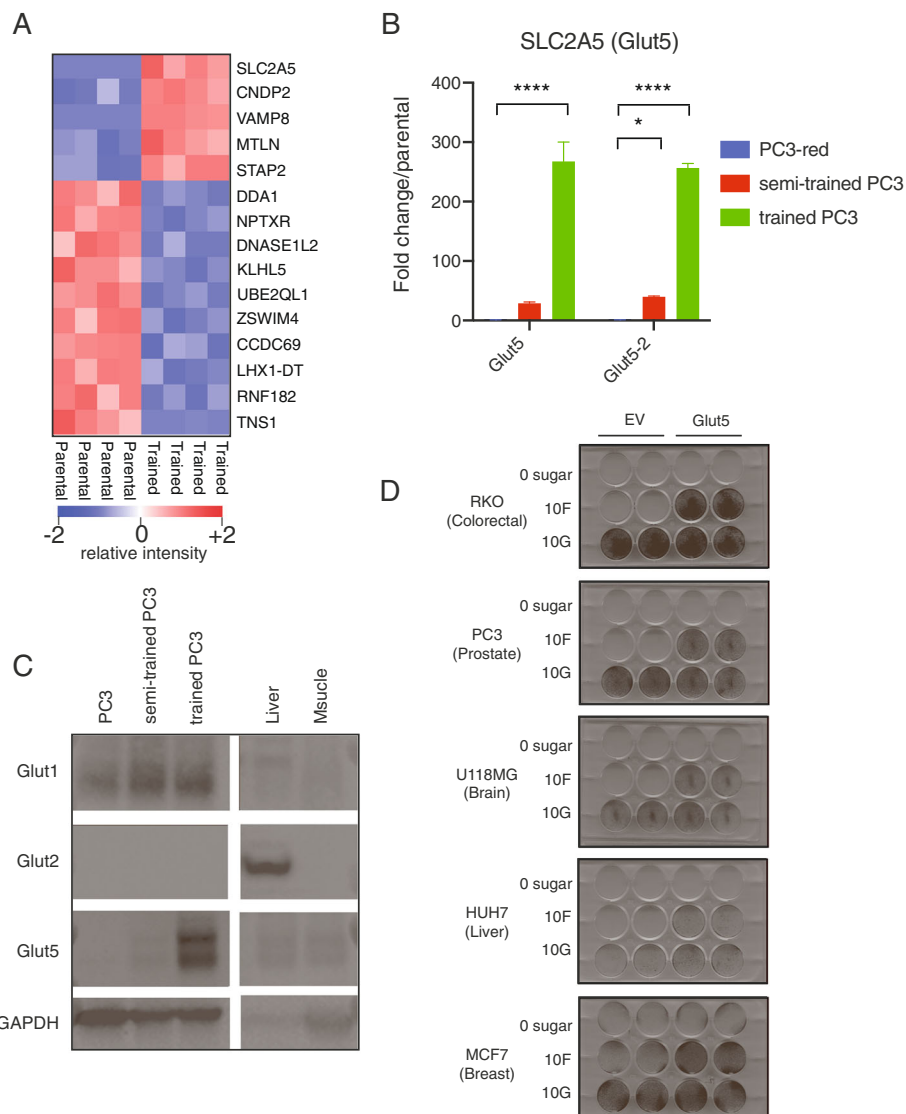 A
SLC2A5
CNDP2
VAMP8
MTLN
STAP2
DDA1
NPTXR
DNASE1L2
KLHL5
UBE2QL1
ZSWIM4
CCDC69
LHX1-DT
RNF182
TNS1
Parental
Parental
Parental
Parental
Trained
Trained
Trained
Trained
-2
0
+2
relative intensity
B
SLC2A5 (Glut5)
Fold change/parental
400
300
200
100
0
****
****
*
Glut5
Glut5-2
PC3-red
semi-trained PC3
trained PC3
C
PC3
semi-trained PC3
trained PC3
Liver
Msucle
Glut1
Glut2
Glut5
GAPDH
D
EV
Glut5
RKO
(Colorectal)
0 sugar
10F
10G
PC3
(Prostate)
0 sugar
10F
10G
U118MG
(Brain)
0 sugar
10F
10G
HUH7
(Liver)
0 sugar
10F
10G
MCF7
(Breast)
0 sugar
10F
10G